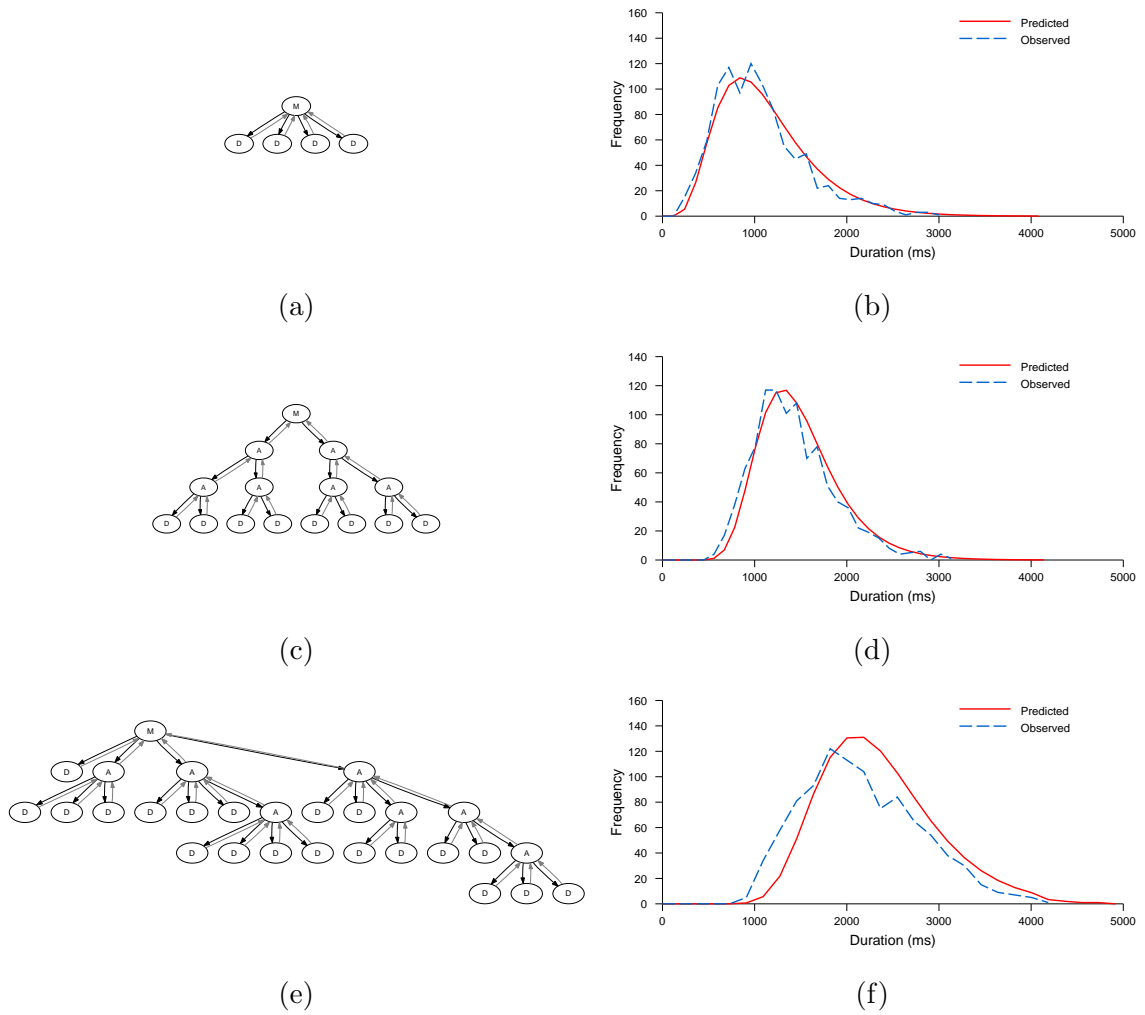 M
D D D D
160
140
120
100
80
60
40
20
0
Frequency
0 1000 2000 3000 4000 5000
Duration (ms)
Predicted
Observed
(a)
(b)
M
A A
A A A A
D D D D D D D D
140
120
100
80
60
40
20
0
Frequency
0 1000 2000 3000 4000 5000
Duration (ms)
Predicted
Observed
(c)
(d)
M
D A A A
D D D D D D A D D A A
D D D D D D D D A
D D D
160
140
120
100
80
60
40
20
0
Frequency
0 1000 2000 3000 4000 5000
Duration (ms)
Predicted
Observed
(e)
(f)